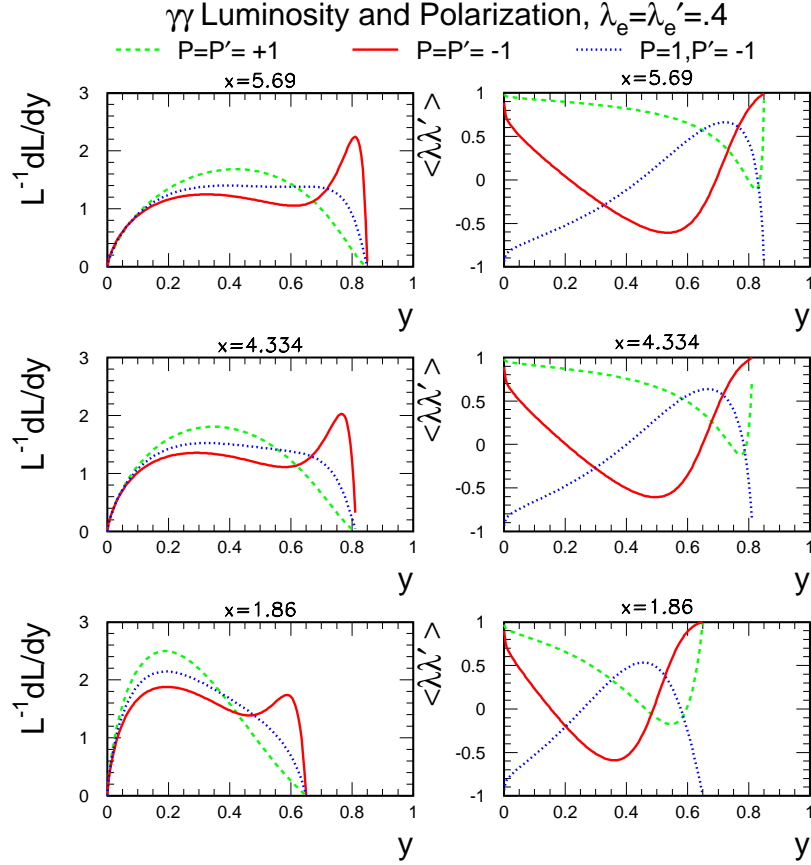 γγ Luminosity and Polarization, λe=λe′=.4
P=P′= +1 P=P′= -1 P=1,P′= -1
x=5.69
L⁻¹dL/dy
3
2
1
0
0 0.2 0.4 0.6 0.8 1
y
x=5.69
<λλ′>
1
0.5
0
-0.5
-1
0 0.2 0.4 0.6 0.8 1
y
x=4.334
L⁻¹dL/dy
3
2
1
0
0 0.2 0.4 0.6 0.8 1
y
x=4.334
<λλ′>
1
0.5
0
-0.5
-1
0 0.2 0.4 0.6 0.8 1
y
x=1.86
L⁻¹dL/dy
3
2
1
0
0 0.2 0.4 0.6 0.8 1
y
x=1.86
<λλ′>
1
0.5
0
-0.5
-1
0 0.2 0.4 0.6 0.8 1
y